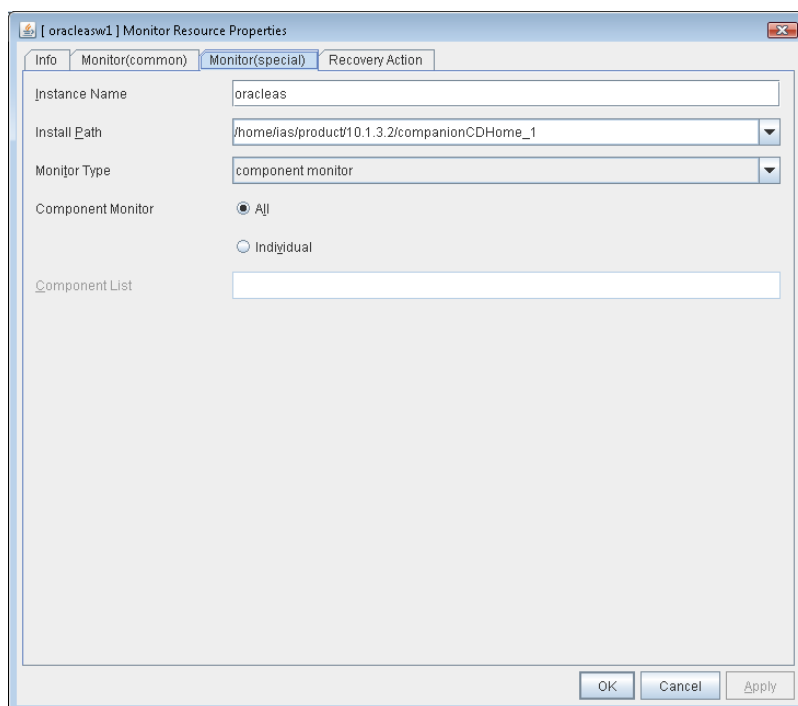 [ oracleasw1 ] Monitor Resource Properties
Info Monitor(common) Monitor(special) Recovery Action
Instance Name oracleas
Install Path /home/ias/product/10.1.3.2/companionCDHome_1
Monitor Type component monitor
Component Monitor All
Individual
Component List
OK Cancel Apply